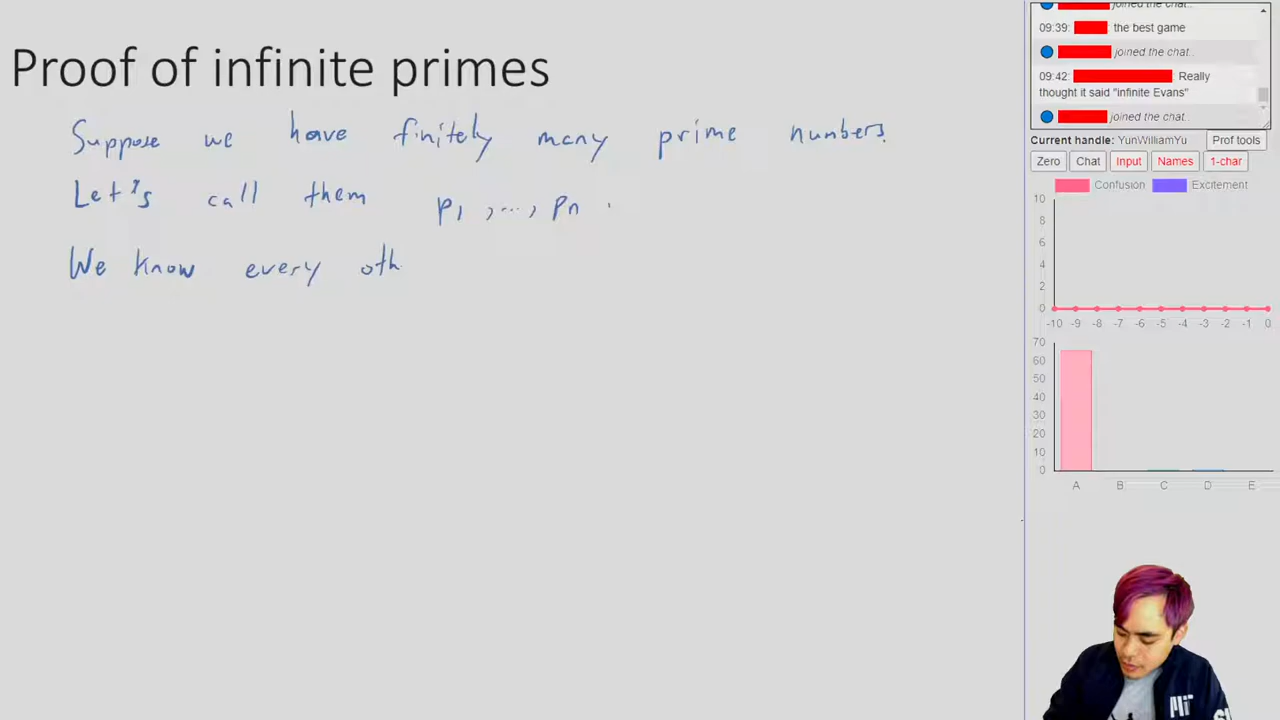 Proof of infinite primes
Suppose we have finitely many prime numbers.
Let's call them p1, ..., pn.
We know every oth
joined the chat..
09:39: the best game
joined the chat..
09:42: Really
thought it said "infinite Evans"
joined the chat..
Current handle: YunWilliamYu Prof tools
Zero Chat Input Names 1-char
Confusion Excitement
10
8
6
4
2
0
-10 -9 -8 -7 -6 -5 -4 -3 -2 -1 0
70
60
50
40
30
20
10
0
A B C D E
MIT